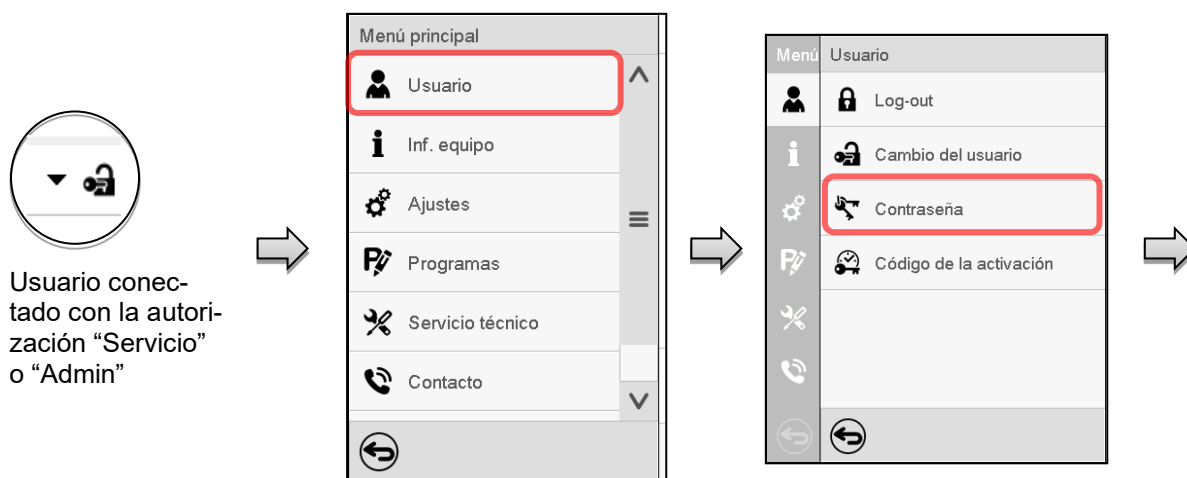 Usuario conec-
tado con la autori-
zación “Servicio”
o “Admin”
Menú principal
Usuario
Inf. equipo
Ajustes
Programas
Servicio técnico
Contacto
Menú
Usuario
Log-out
Cambio del usuario
Contraseña
Código de la activación